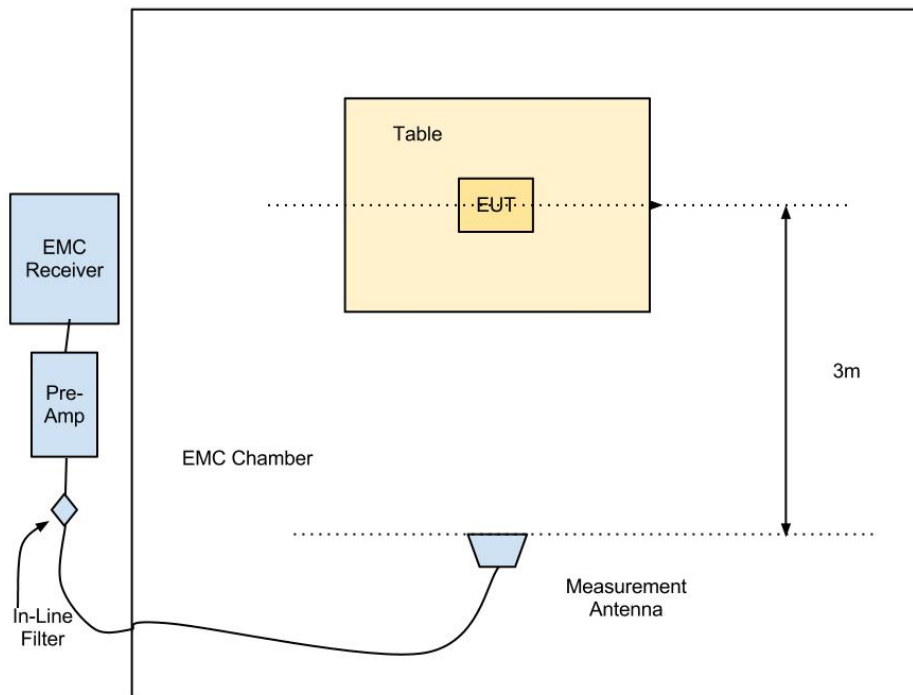 Table
EUT
EMC
Receiver
Pre-
Amp
3m
EMC Chamber
In-Line
Filter
Measurement
Antenna